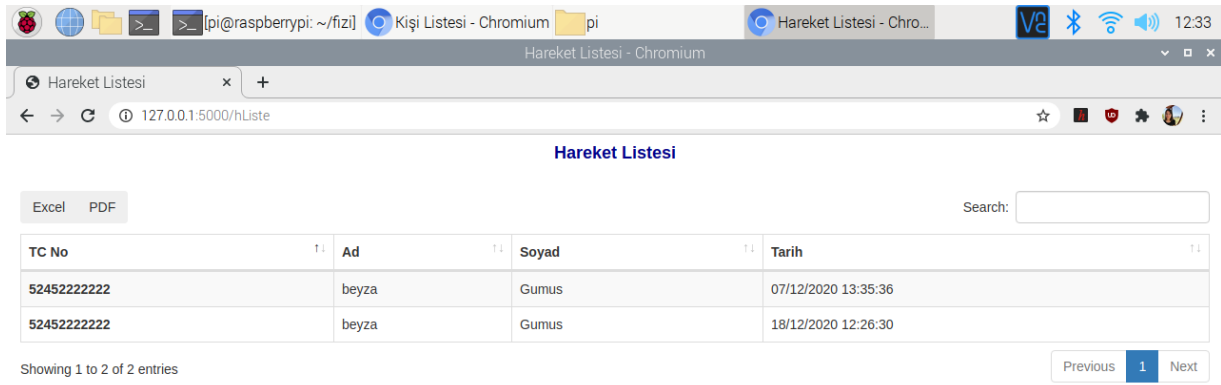 [pi@raspberrypi: ~/fizi] Kişi Listesi - Chromium pi Hareket Listesi - Chro... V2 12:33
Hareket Listesi - Chromium
Hareket Listesi
127.0.0.1:5000/hListe
Hareket Listesi
Excel PDF Search:
TC No Ad Soyad Tarih
52452222222 beyza Gumus 07/12/2020 13:35:36
52452222222 beyza Gumus 18/12/2020 12:26:30
Showing 1 to 2 of 2 entries Previous 1 Next